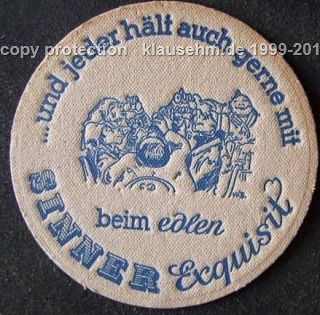 copy protection klausehm.de 1999-201
...und jeder hält auch gerne mit
beim edlen
SINNER Exquisit